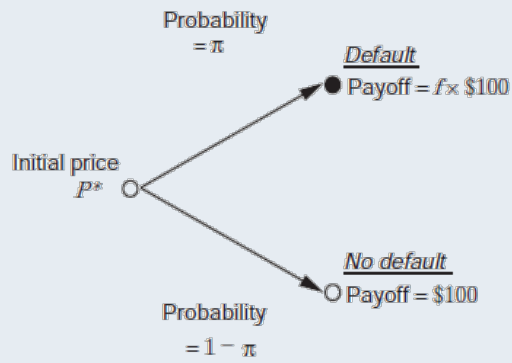 Probability
= π
Default
Payoff = f× $100
Initial price
P*
No default
Payoff = $100
Probability
= 1 − π